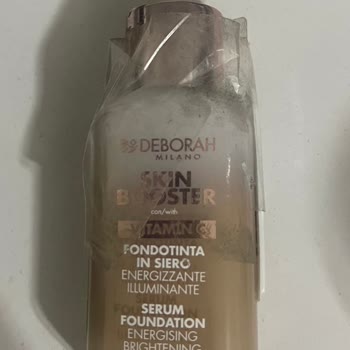 DEBORAH
MILANO
SKIN
BOOSTER
con/with
VITAMIN C
FONDOTINTA
IN SIERO
ENERGIZZANTE
ILLUMINANTE
SERUM
FOUNDATION
ENERGISING
BRIGHTENING